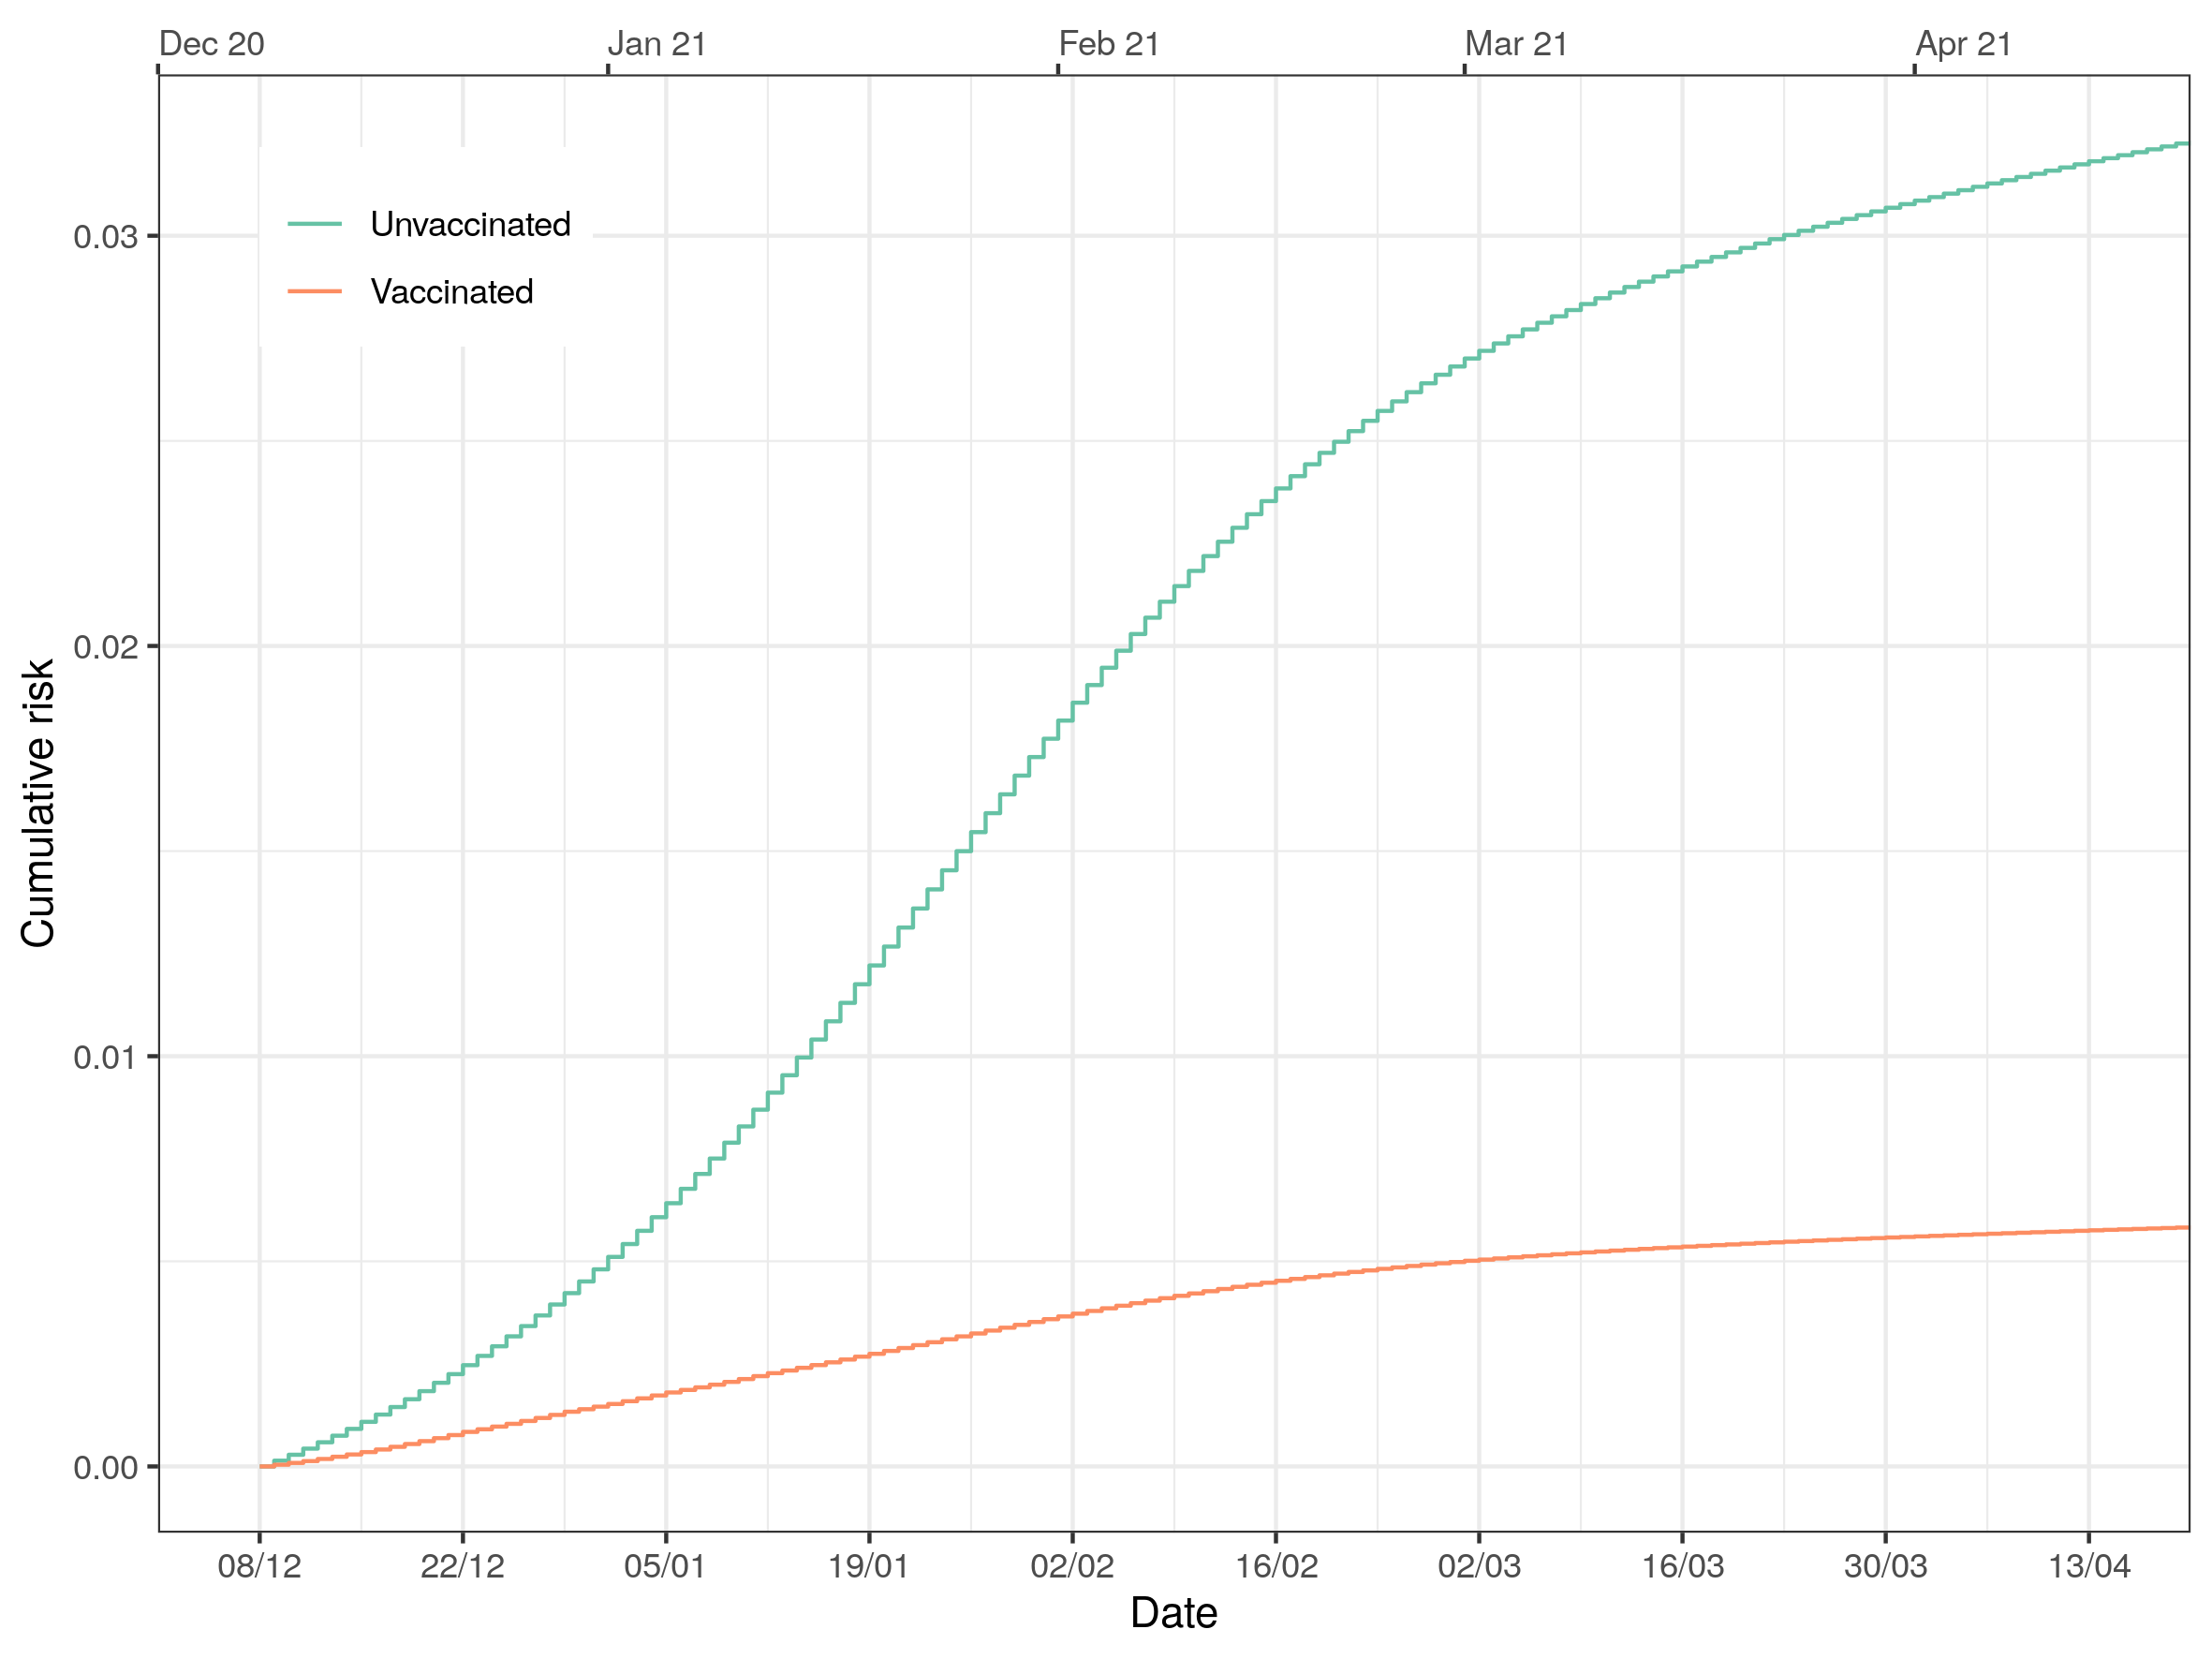 Dec 20 Jan 21 Feb 21 Mar 21 Apr 21
Unvaccinated
Vaccinated
0.03
0.02
0.01
0.00
Cumulative risk
08/12 22/12 05/01 19/01 02/02 16/02 02/03 16/03 30/03 13/04
Date